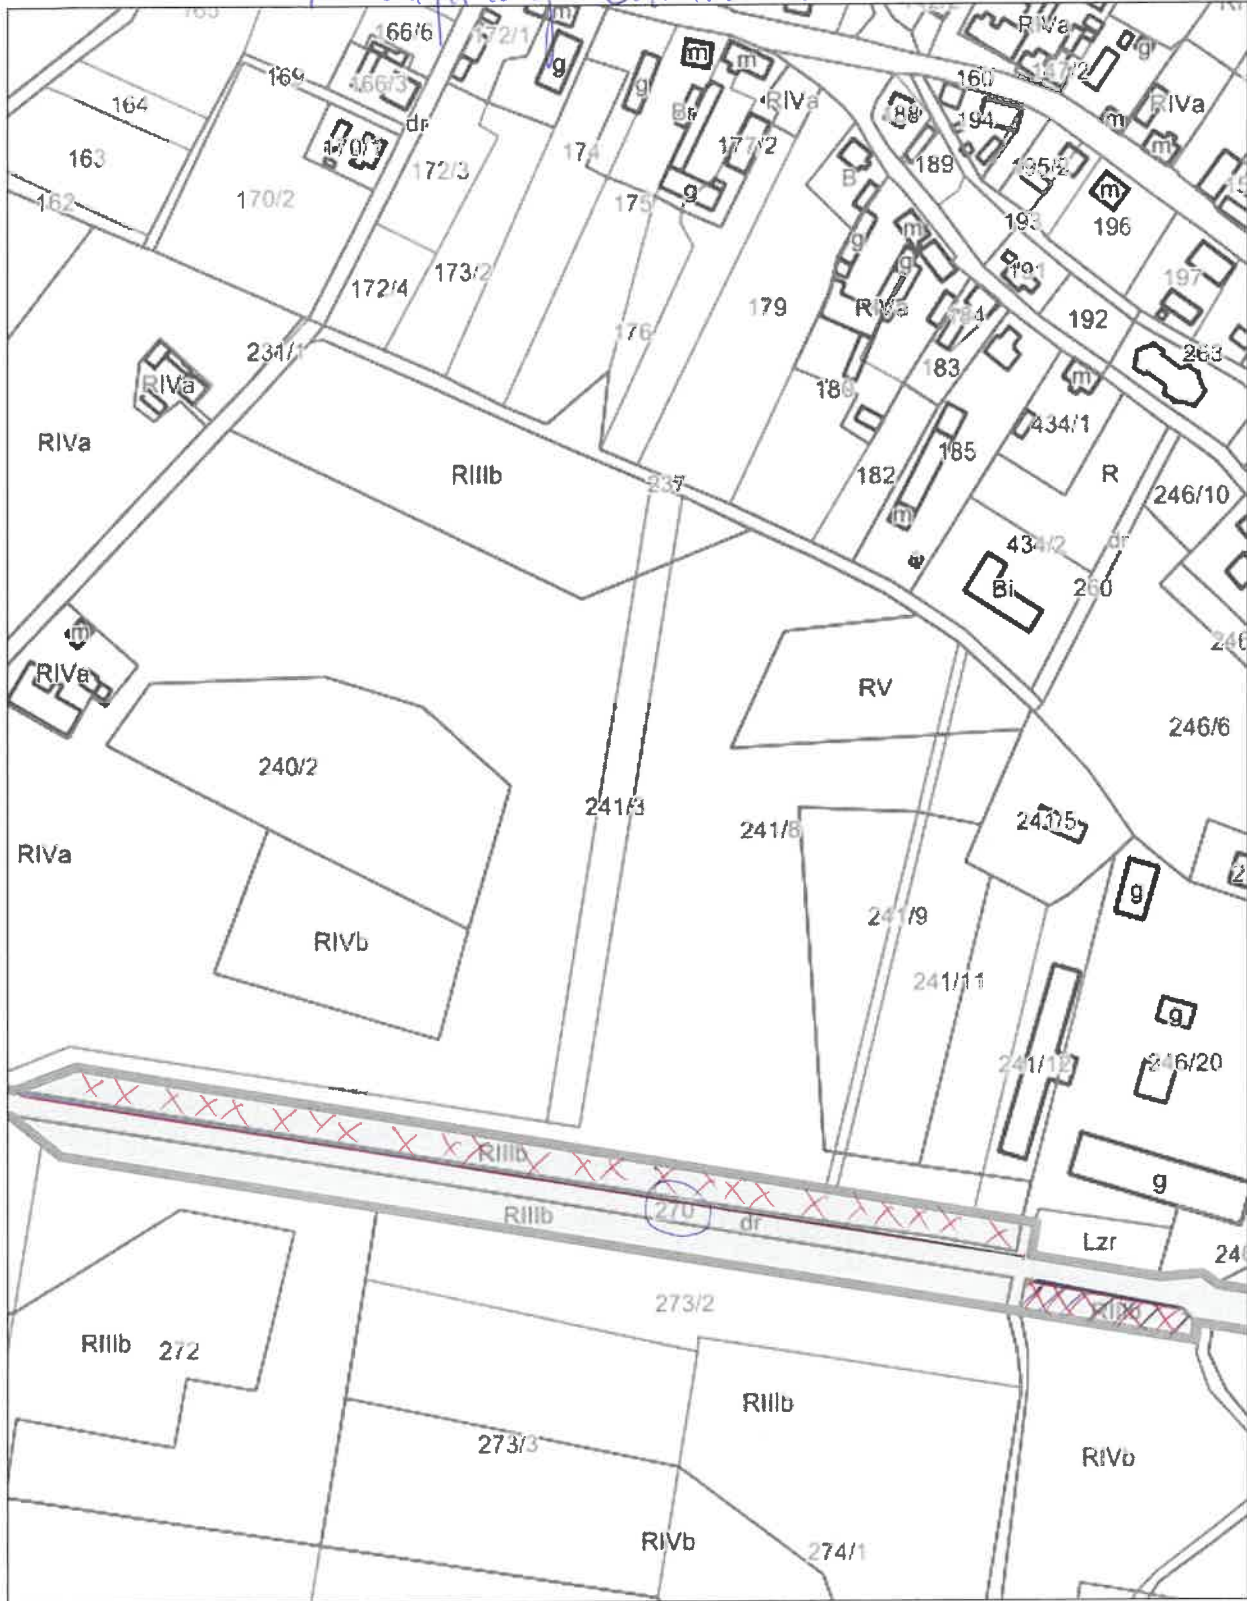 166/6
172/1
m
RIVa
169
166/3
g
g
m
m
160
147/2
g
164
dr
Br
RIVa
188
194
m
RIVa
163
170/1
172/3
174
177/2
189
195/2
m
m
162
170/2
175
g
B
193
196
172/4
173/2
m
g
g
191
197
231/1
176
179
RIVa
184
192
263
RIVa
180
183
m
434/1
RIVa
RIIIb
237
182
185
R
246/10
m
434/2
dr
Bi
260
m
RIVa
RV
246/6
240/2
241/3
241/8
243/5
RIVa
g
241/9
RIVb
241/11
g
241/12
246/20
RIIIb
g
270
RIIIb
dr
Lzr
273/2
RIIIb
RIIIb
272
RIIIb
273/3
RIVb
RIVb
274/1